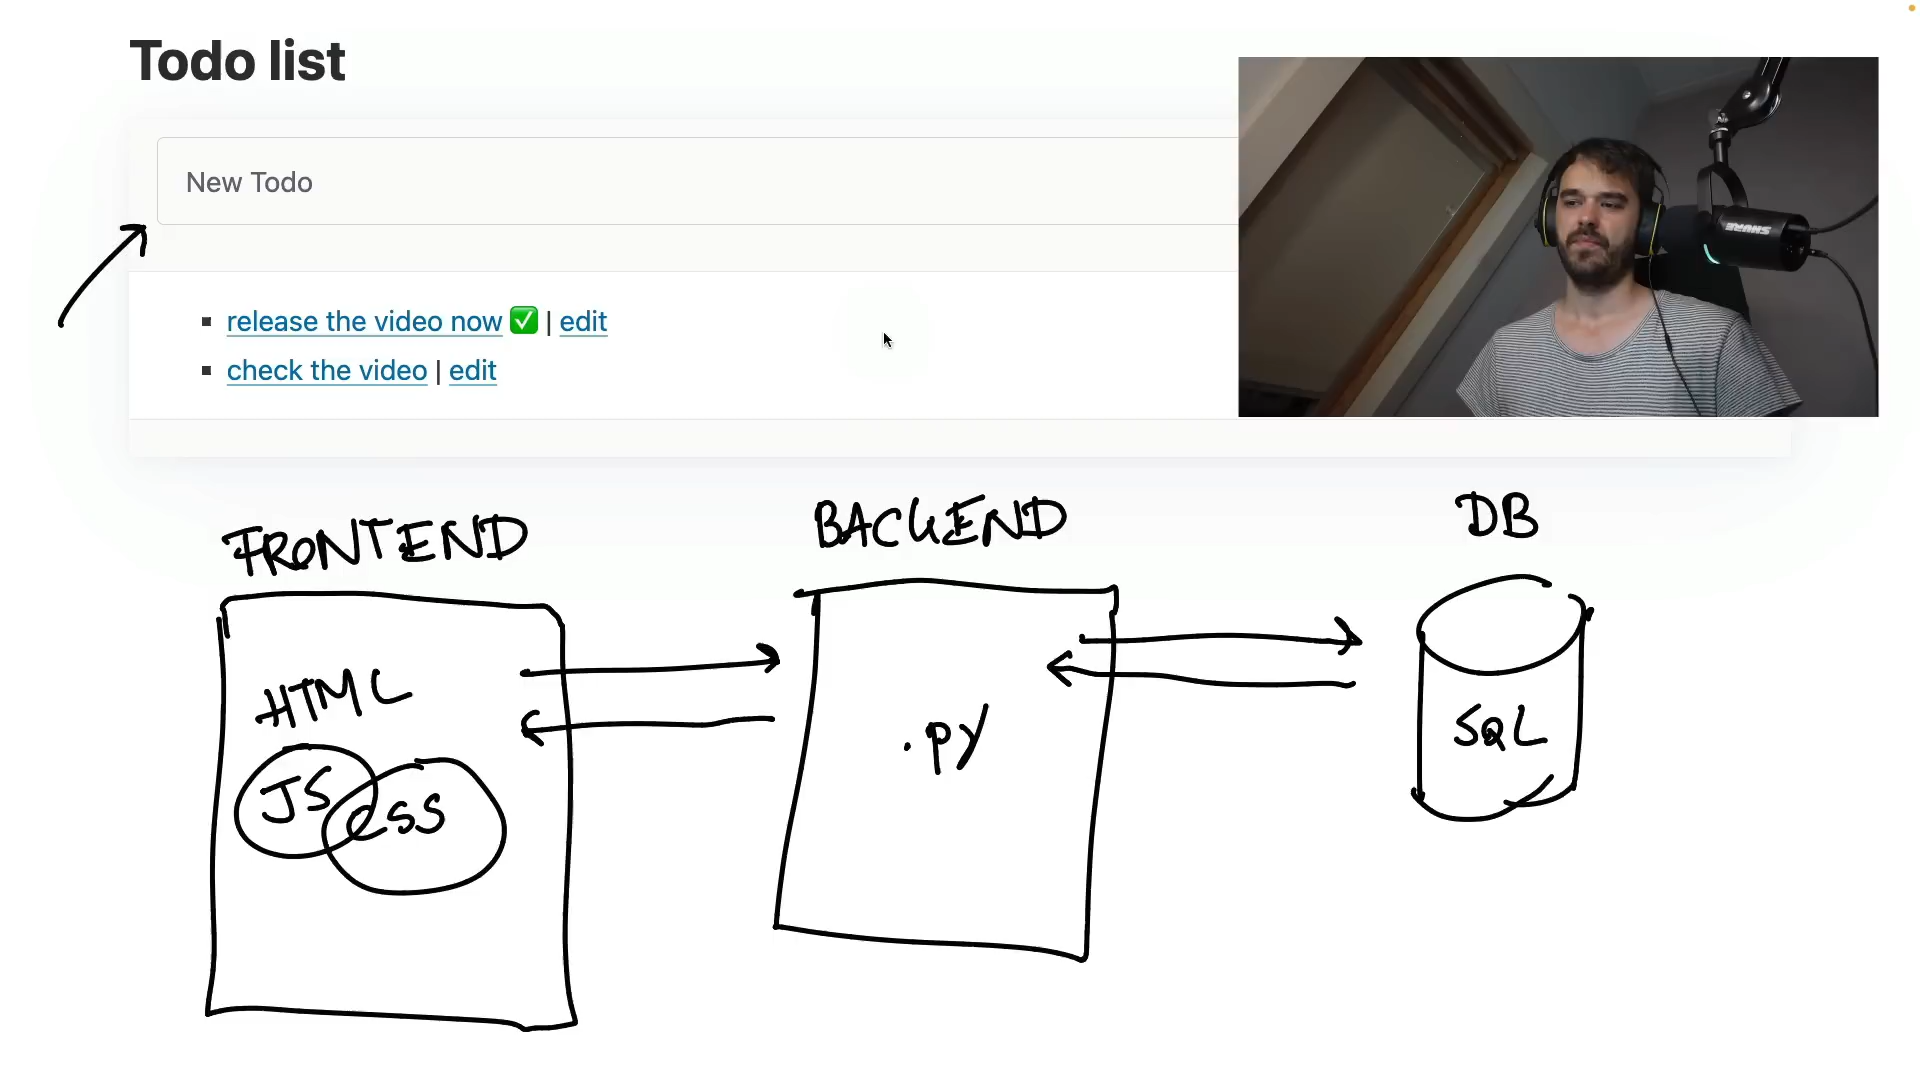 Todo list
New Todo
release the video now ✅ | edit
check the video | edit
SHURE
FRONTEND
BACKEND
DB
HTML
JS
CSS
.py
SQL